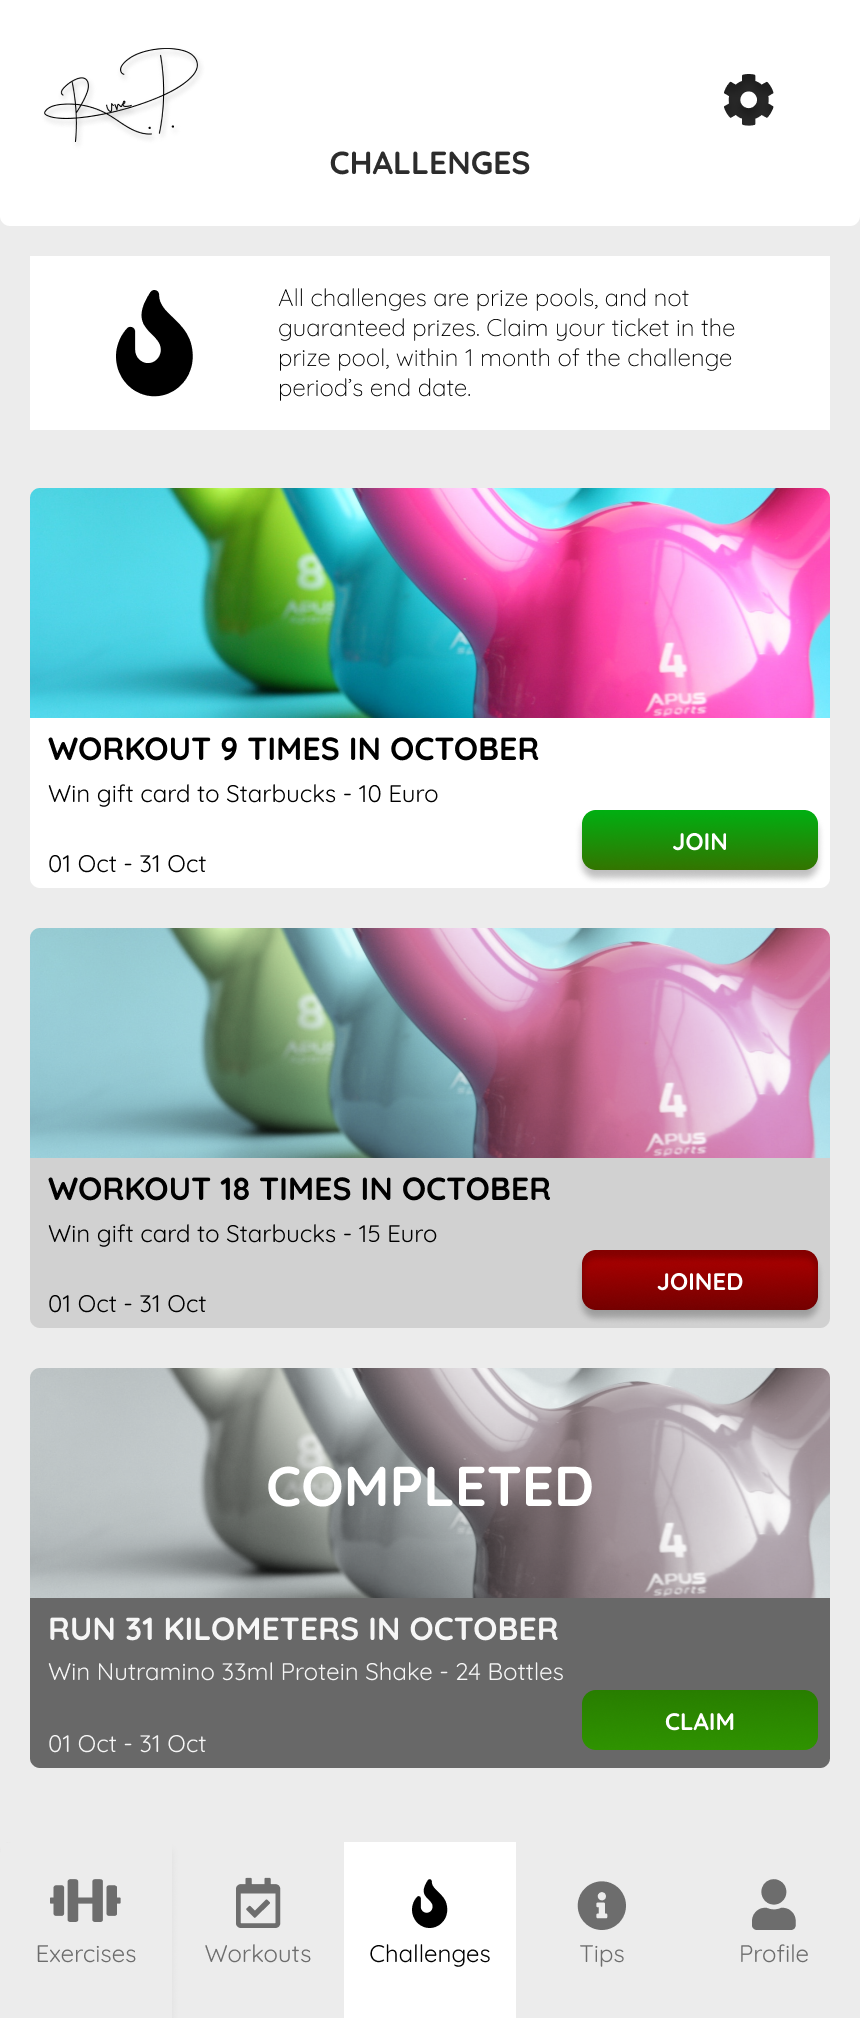 Rune P.
CHALLENGES
All challenges are prize pools, and not
guaranteed prizes. Claim your ticket in the
prize pool, within 1 month of the challenge
period's end date.
8
APUS
sports
4
APUS
sports
WORKOUT 9 TIMES IN OCTOBER
Win gift card to Starbucks - 10 Euro
JOIN
01 Oct - 31 Oct
8
APUS
sports
4
APUS
sports
WORKOUT 18 TIMES IN OCTOBER
Win gift card to Starbucks - 15 Euro
JOINED
01 Oct - 31 Oct
8
COMPLETED
4
APUS
sports
RUN 31 KILOMETERS IN OCTOBER
Win Nutramino 33ml Protein Shake - 24 Bottles
CLAIM
01 Oct - 31 Oct
Exercises
Workouts
Challenges
Tips
Profile